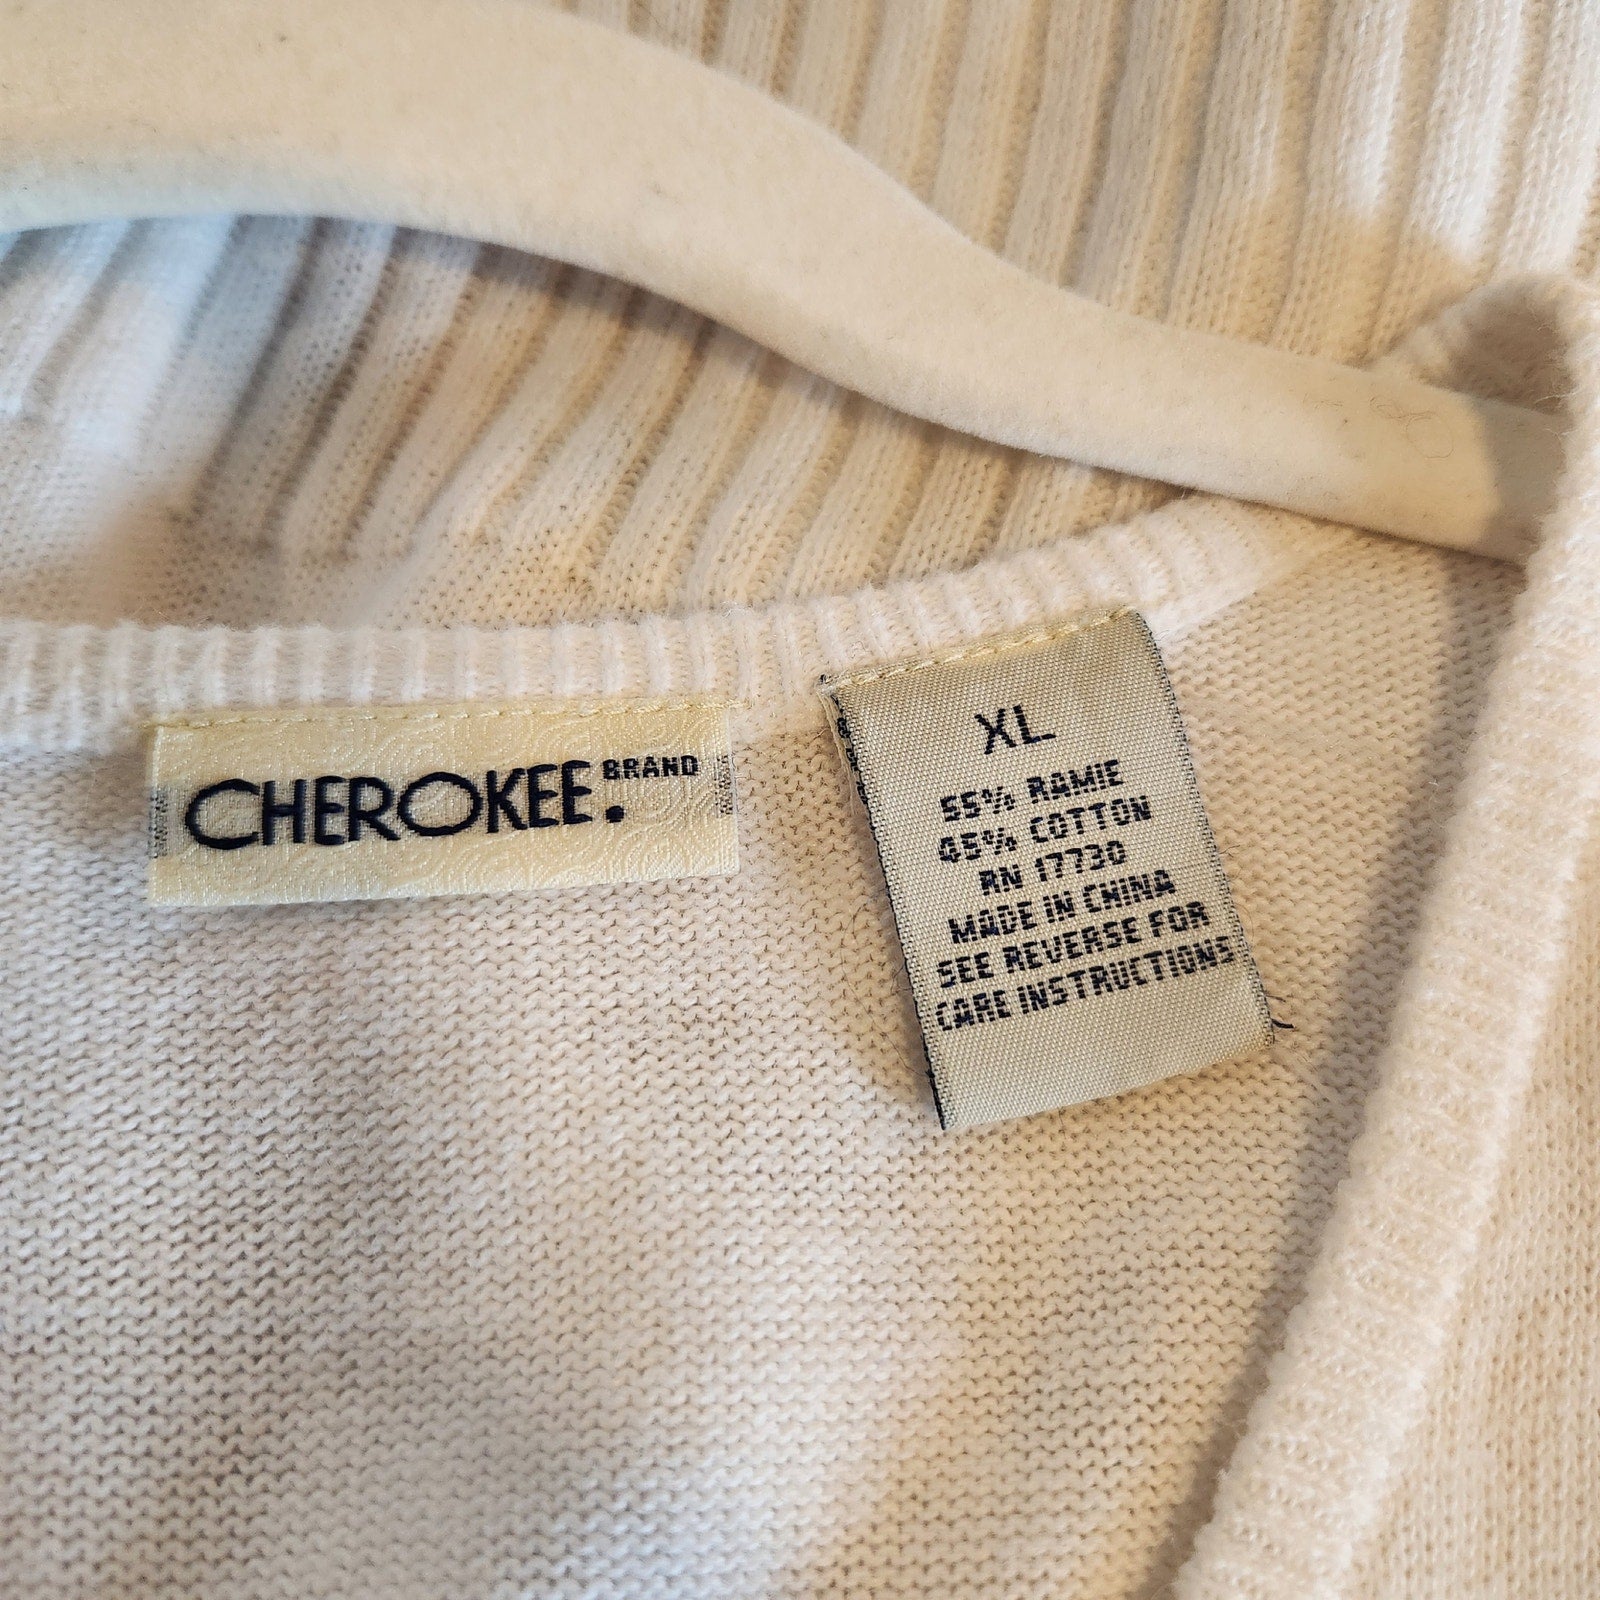 CHEROKEE. BRAND
XL
55% RAMIE
45% COTTON
RN 17730
MADE IN CHINA
SEE REVERSE FOR
CARE INSTRUCTIONS